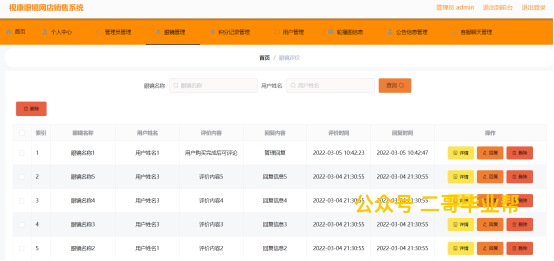 视康眼镜网店销售系统
管理员 admin 退出到前台 退出登录
首页 个人中心 管理员管理 眼镜管理 积分记录管理 用户管理 轮播图信息 公告信息管理 客服聊天管理
首页 / 眼镜评价
眼镜名称 眼镜名称 用户姓名 用户姓名 查询
删除
索引 眼镜名称 用户姓名 评价内容 回复内容 评价时间 回复时间 操作
1 眼镜名称1 用户姓名1 用户购买完成后可评论 管理回复 2022-03-05 10:42:23 2022-03-05 10:42:47 详情 回复 删除
2 眼镜名称5 用户姓名3 评价内容5 回复信息5 2022-03-04 21:30:55 2022-03-04 21:30:55 详情 回复 删除
3 眼镜名称4 用户姓名1 评价内容4 回复信息4 2022-03-04 21:30:55 2022-03-04 21:30:55 详情 回复 删除
公众号 二哥毕业帮
4 眼镜名称3 用户姓名3 评价内容3 回复信息3 2022-03-04 21:30:55 2022-03-04 21:30:55 详情 回复 删除
5 眼镜名称2 用户姓名1 评价内容2 回复信息2 2022-03-04 21:30:55 2022-03-04 21:30:55 详情 回复 删除